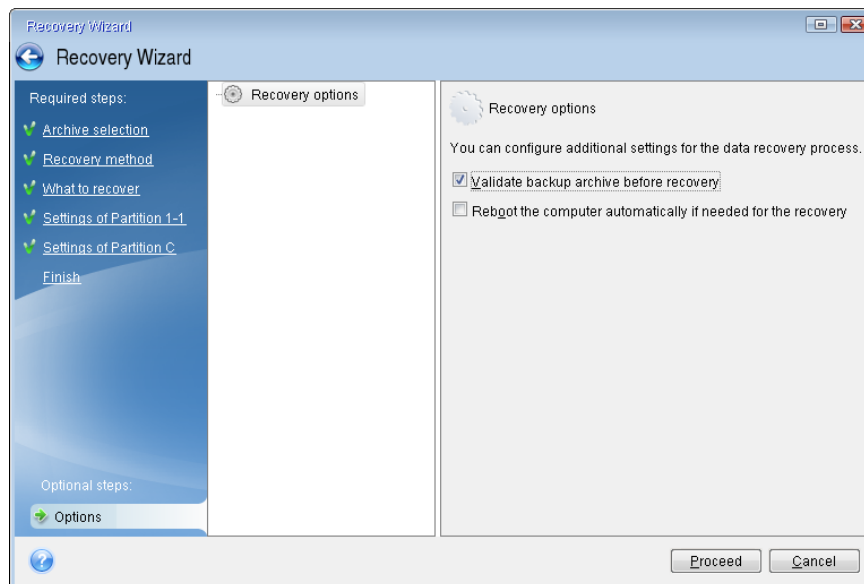 Recovery Wizard
Recovery Wizard
Required steps:
Archive selection
Recovery method
What to recover
Settings of Partition 1-1
Settings of Partition C
Finish
Optional steps:
Options
Recovery options
Recovery options
You can configure additional settings for the data recovery process.
Validate backup archive before recovery
Reboot the computer automatically if needed for the recovery
?
Proceed
Cancel